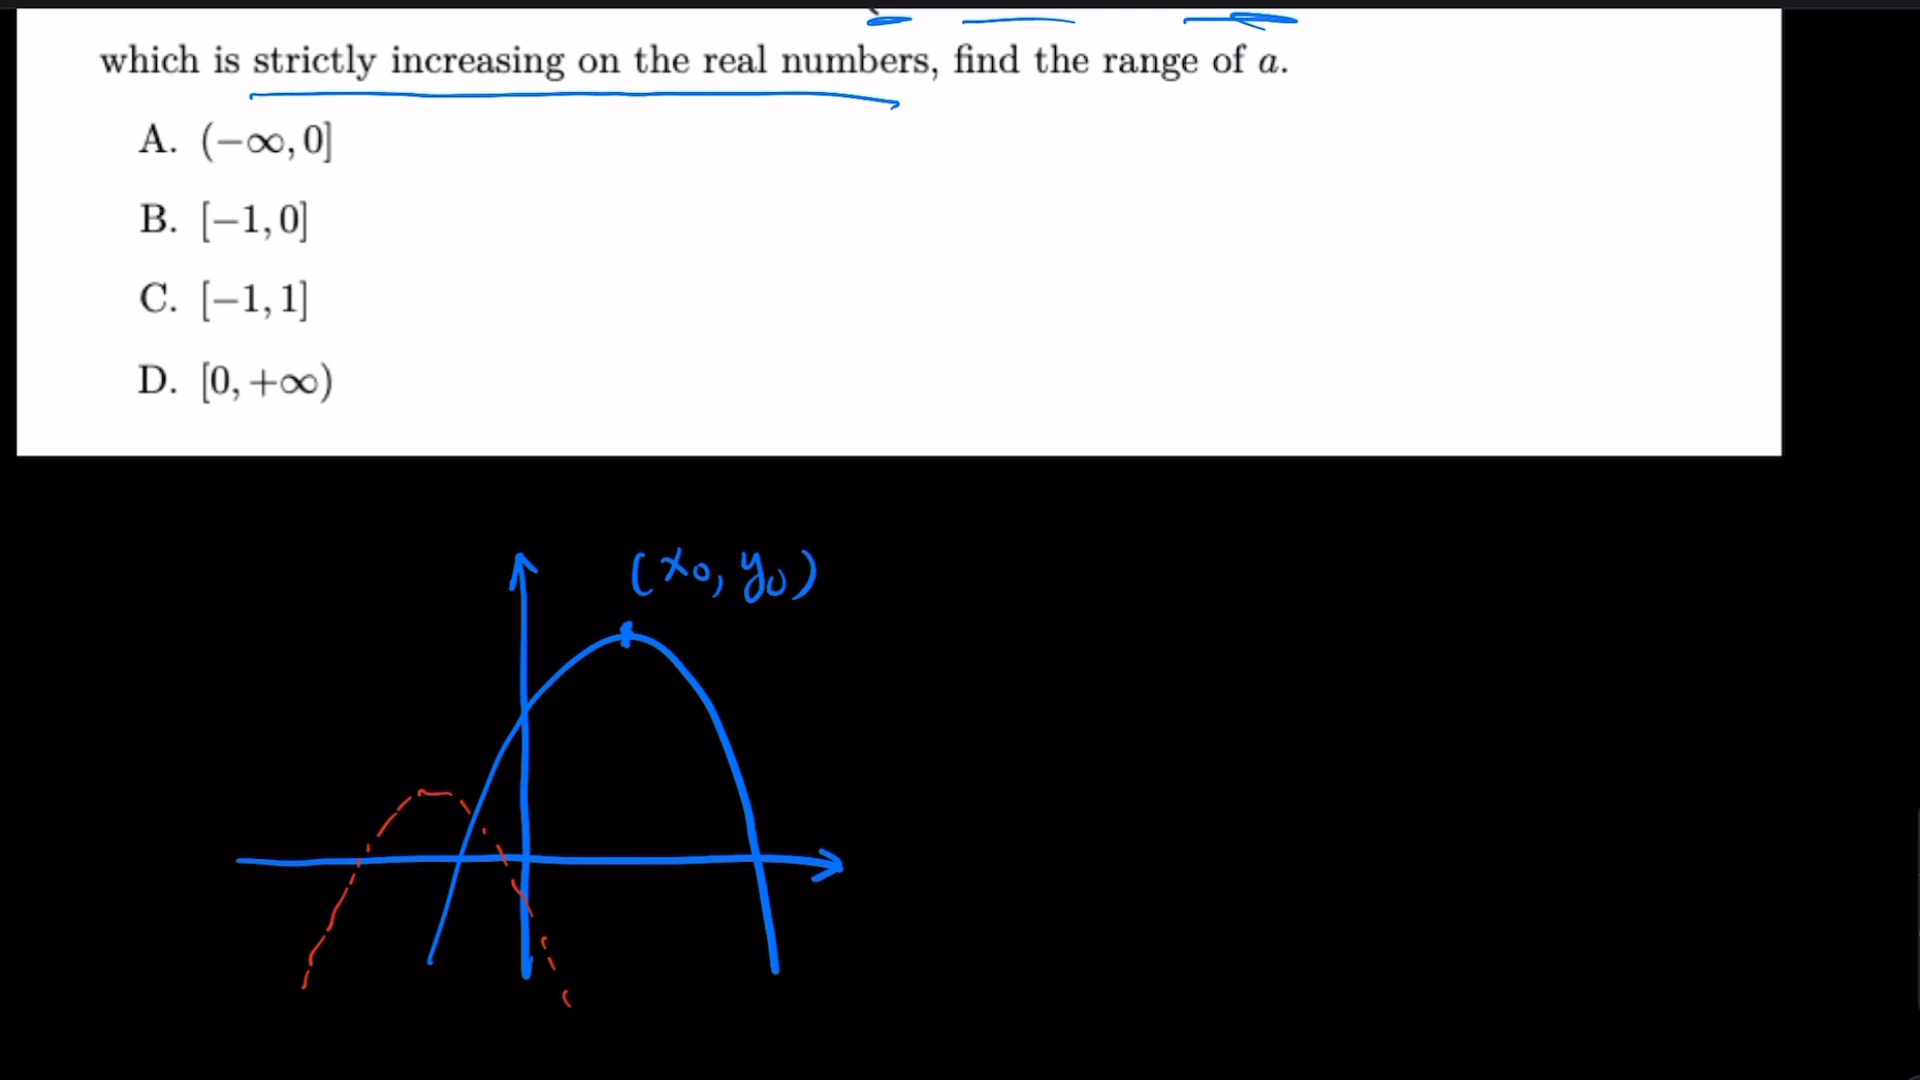 which is strictly increasing on the real numbers, find the range of a.
A. (−∞, 0]
B. [−1, 0]
C. [−1, 1]
D. [0, +∞)
(x₀, y₀)